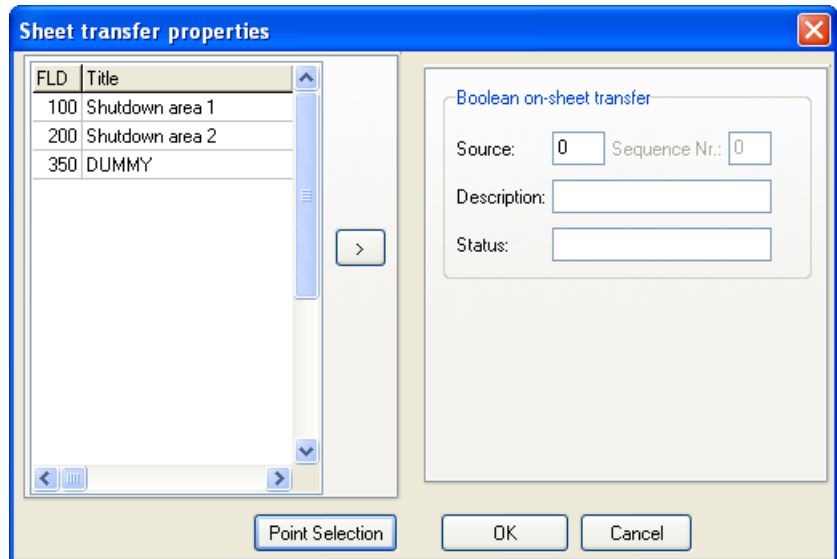 Sheet transfer properties
FLD Title
100 Shutdown area 1
200 Shutdown area 2
350 DUMMY
>
Boolean on-sheet transfer
Source: 0 Sequence Nr.: 0
Description:
Status:
Point Selection OK Cancel